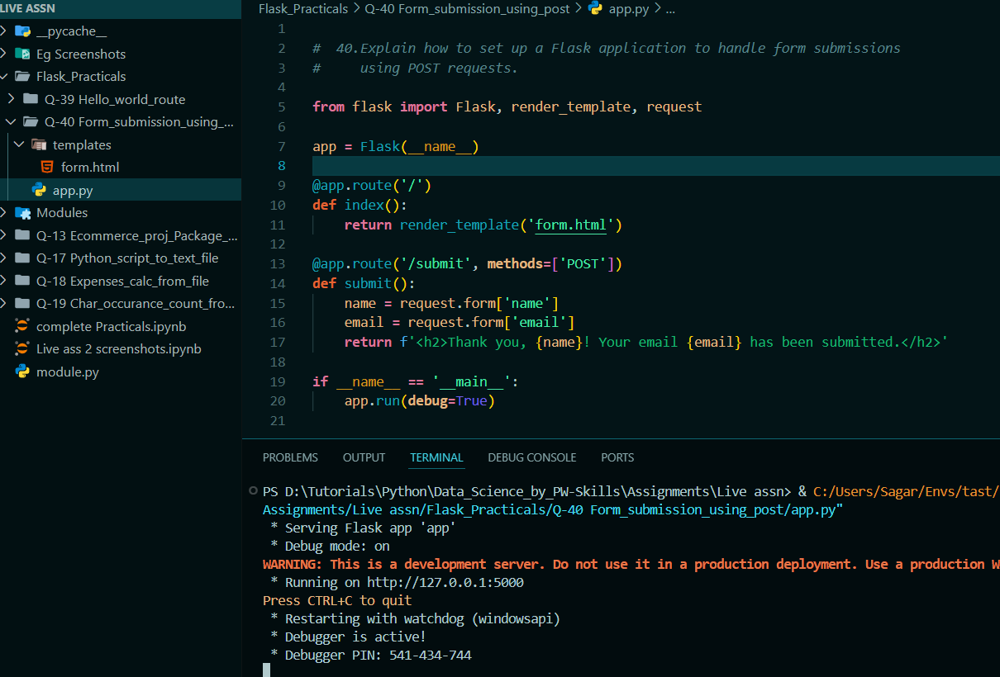 LIVE ASSN
__pycache__
Eg Screenshots
Flask_Practicals
Q-39 Hello_world_route
Q-40 Form_submission_using_...
templates
form.html
app.py
Modules
Q-13 Ecommerce_proj_Package_...
Q-17 Python_script_to_text_file
Q-18 Expenses_calc_from_file
Q-19 Char_occurance_count_fro...
complete Practicals.ipynb
Live ass 2 screenshots.ipynb
module.py
Flask_Practicals > Q-40 Form_submission_using_post > app.py > ...
1
2 #  40.Explain how to set up a Flask application to handle form submissions
3 #     using POST requests.
4
5 from flask import Flask, render_template, request
6
7 app = Flask(__name__)
8
9 @app.route('/')
10 def index():
11     return render_template('form.html')
12
13 @app.route('/submit', methods=['POST'])
14 def submit():
15     name = request.form['name']
16     email = request.form['email']
17     return f'<h2>Thank you, {name}! Your email {email} has been submitted.</h2>'
18
19 if __name__ == '__main__':
20     app.run(debug=True)
21
PROBLEMS OUTPUT TERMINAL DEBUG CONSOLE PORTS
PS D:\Tutorials\Python\Data_Science_by_PW-Skills\Assignments\Live assn> & C:/Users/Sagar/Envs/tast/
Assignments/Live assn/Flask_Practicals/Q-40 Form_submission_using_post/app.py"
 * Serving Flask app 'app'
 * Debug mode: on
WARNING: This is a development server. Do not use it in a production deployment. Use a production W
 * Running on http://127.0.0.1:5000
Press CTRL+C to quit
 * Restarting with watchdog (windowsapi)
 * Debugger is active!
 * Debugger PIN: 541-434-744